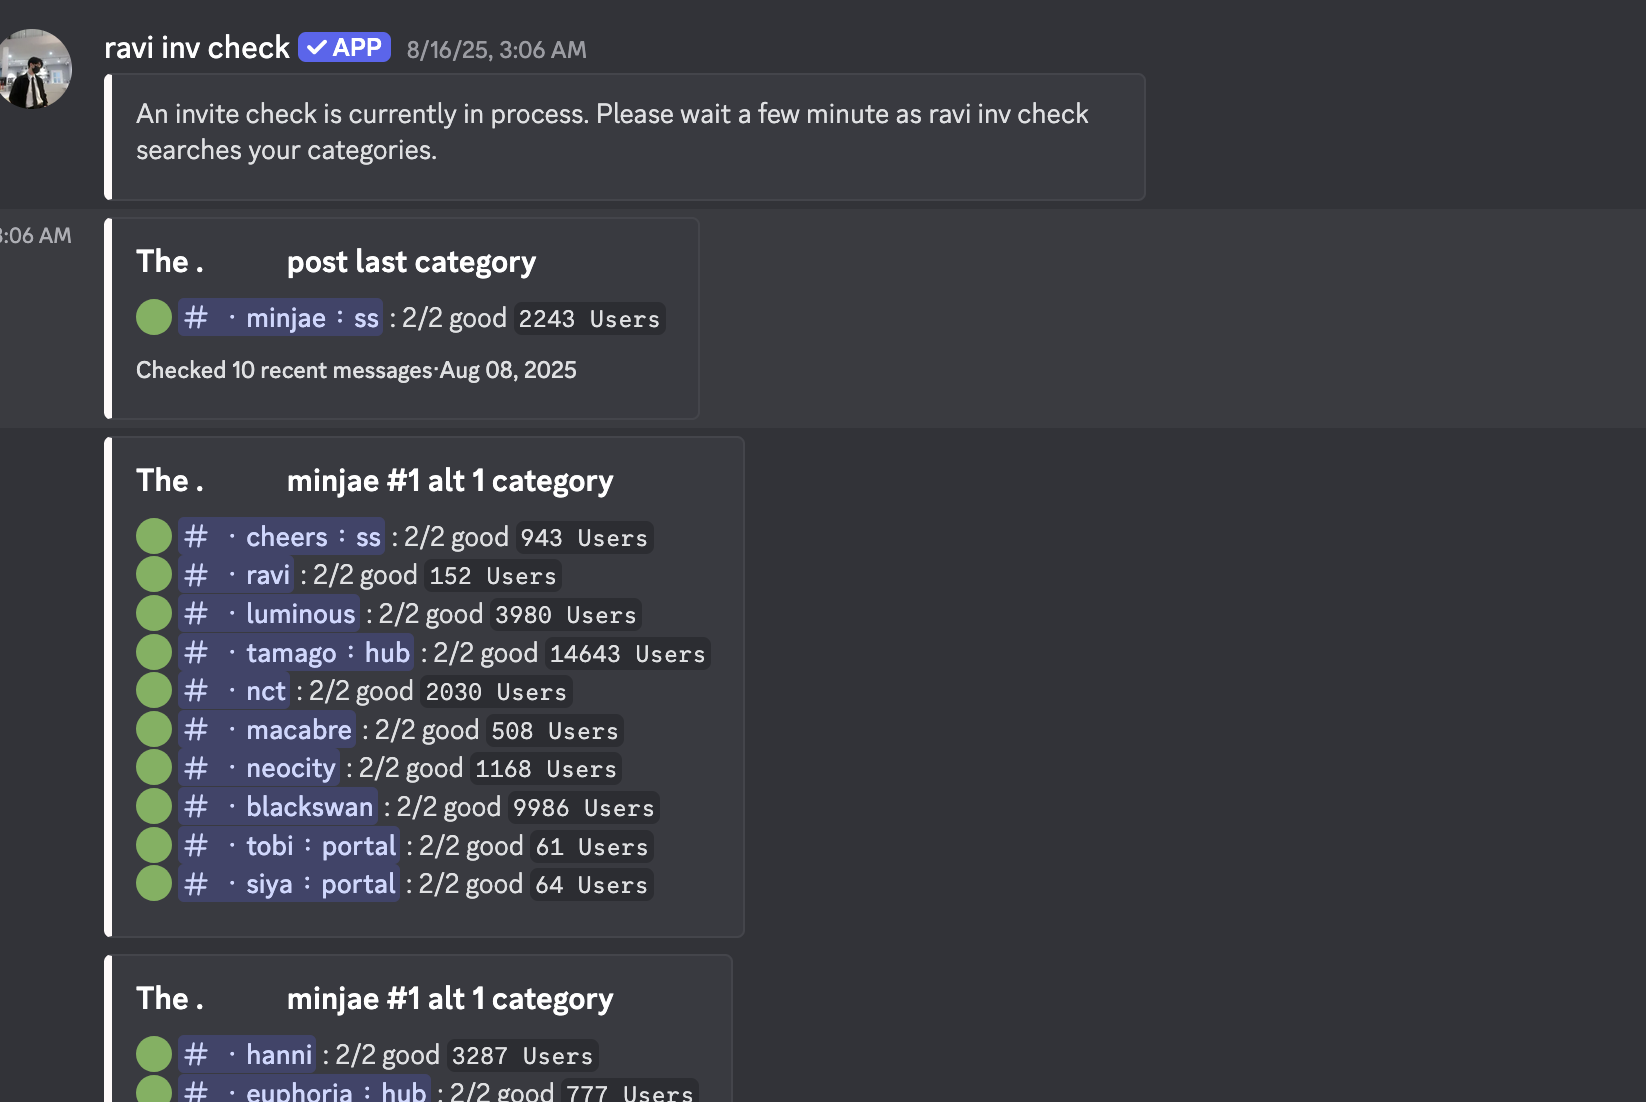 ravi inv check ✓ APP 8/16/25, 3:06 AM
An invite check is currently in process. Please wait a few minute as ravi inv check
searches your categories.
3:06 AM
The . post last category
# · minjae : ss : 2/2 good 2243 Users
Checked 10 recent messages·Aug 08, 2025
The . minjae #1 alt 1 category
# · cheers : ss : 2/2 good 943 Users
# · ravi : 2/2 good 152 Users
# · luminous : 2/2 good 3980 Users
# · tamago : hub : 2/2 good 14643 Users
# · nct : 2/2 good 2030 Users
# · macabre : 2/2 good 508 Users
# · neocity : 2/2 good 1168 Users
# · blackswan : 2/2 good 9986 Users
# · tobi : portal : 2/2 good 61 Users
# · siya : portal : 2/2 good 64 Users
The . minjae #1 alt 1 category
# · hanni : 2/2 good 3287 Users
# · euphoria : hub : 2/2 good 777 Users